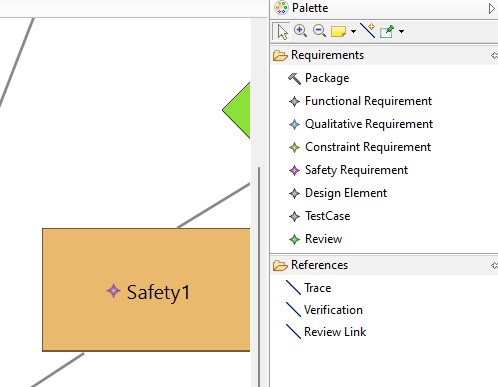 Palette
Requirements
Package
Functional Requirement
Qualitative Requirement
Constraint Requirement
Safety Requirement
Design Element
TestCase
Review
References
Trace
Verification
Review Link
Safety1